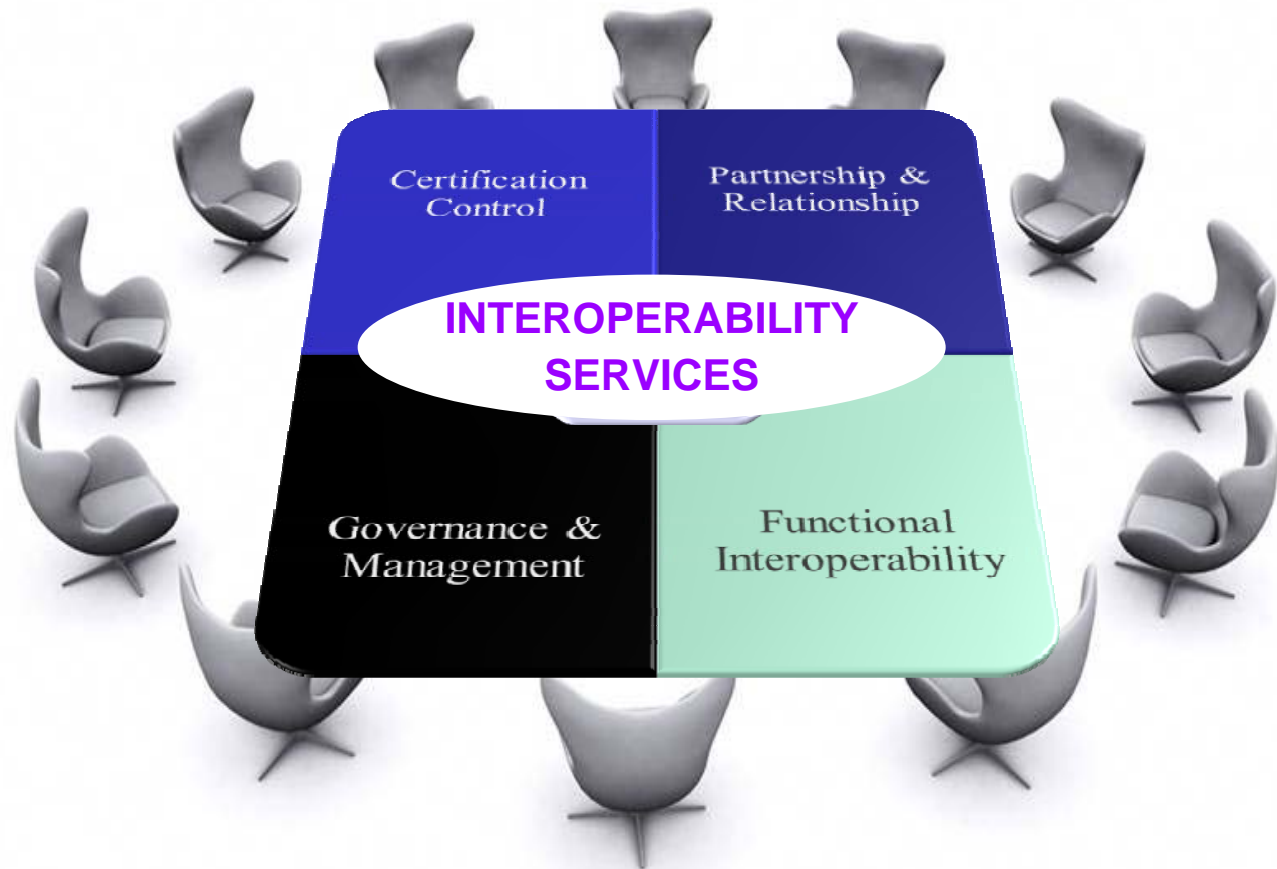 Certification
Control
Partnership &
Relationship
INTEROPERABILITY
SERVICES
Governance &
Management
Functional
Interoperability